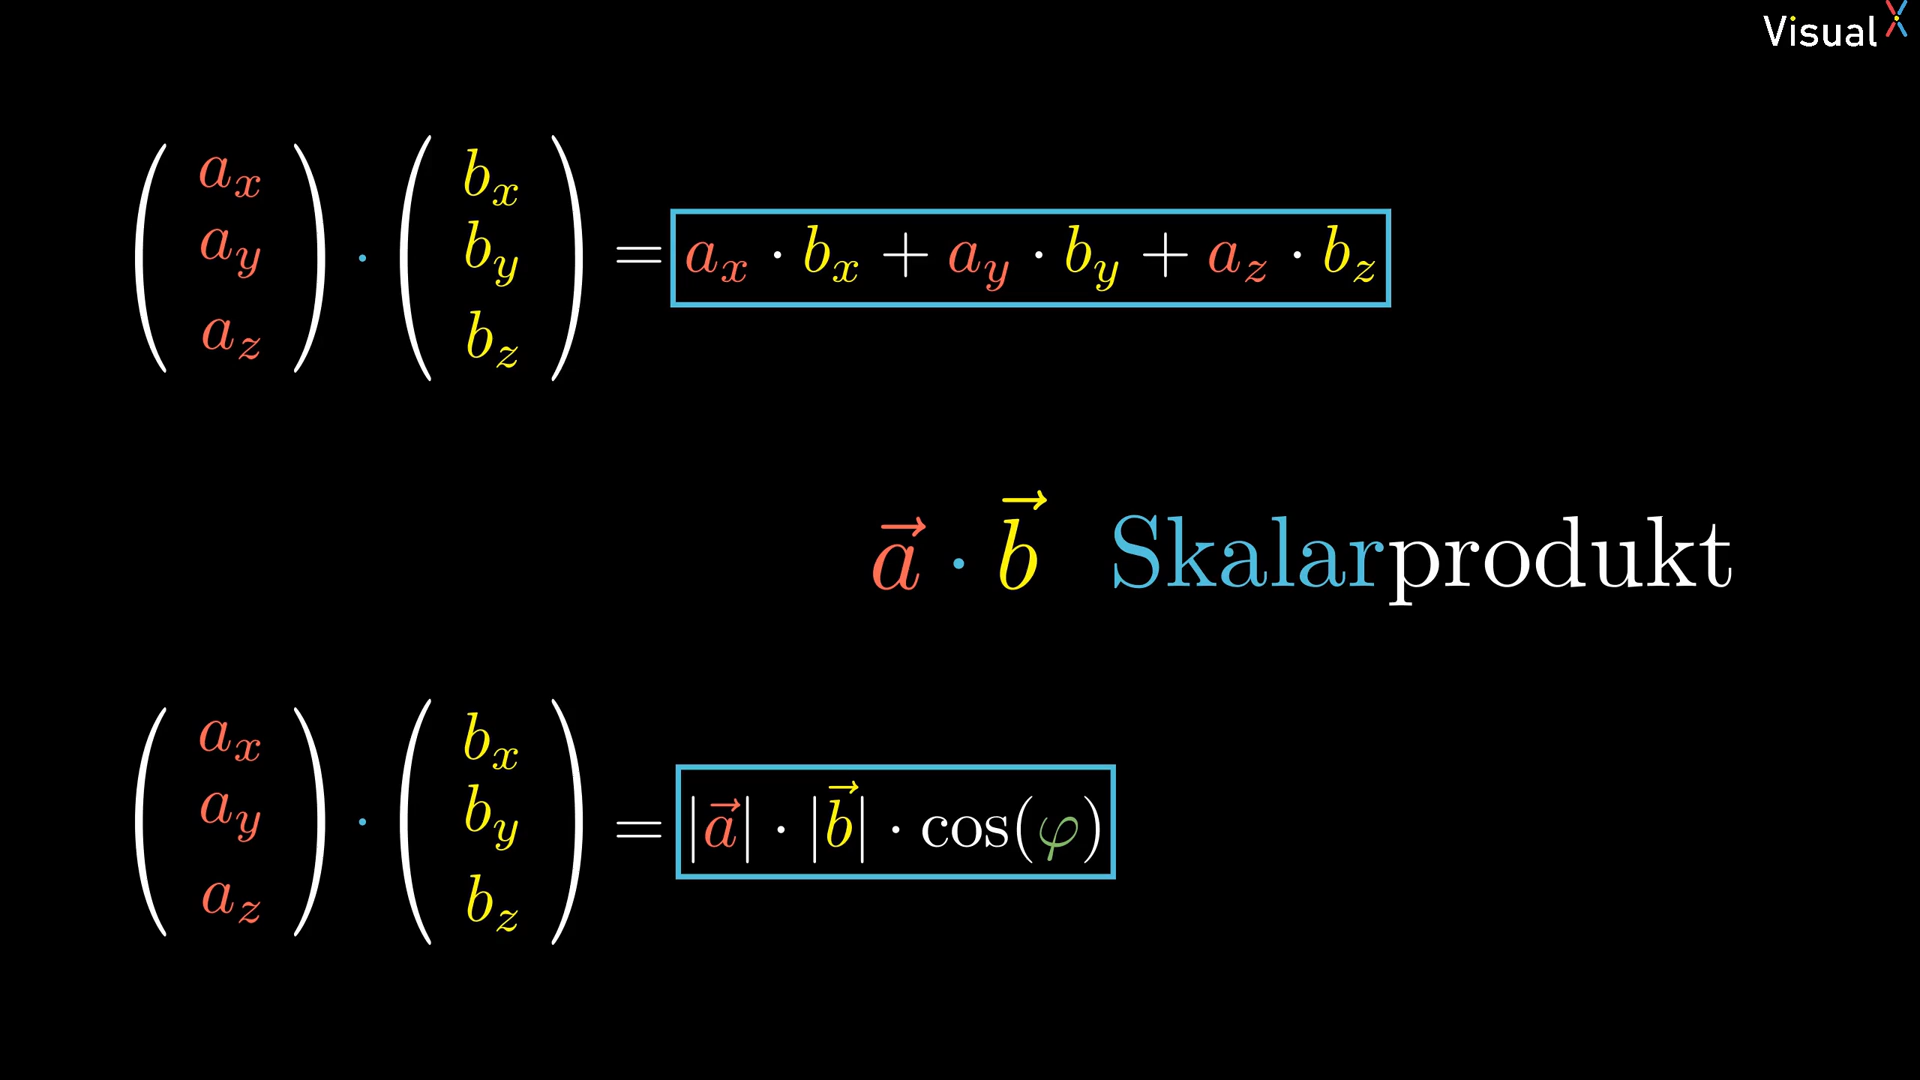 Visual X
(a_x a_y a_z) · (b_x b_y b_z) = a_x · b_x + a_y · b_y + a_z · b_z
a⃗ · b⃗ Skalarprodukt
(a_x a_y a_z) · (b_x b_y b_z) = |a⃗| · |b⃗| · cos(φ)